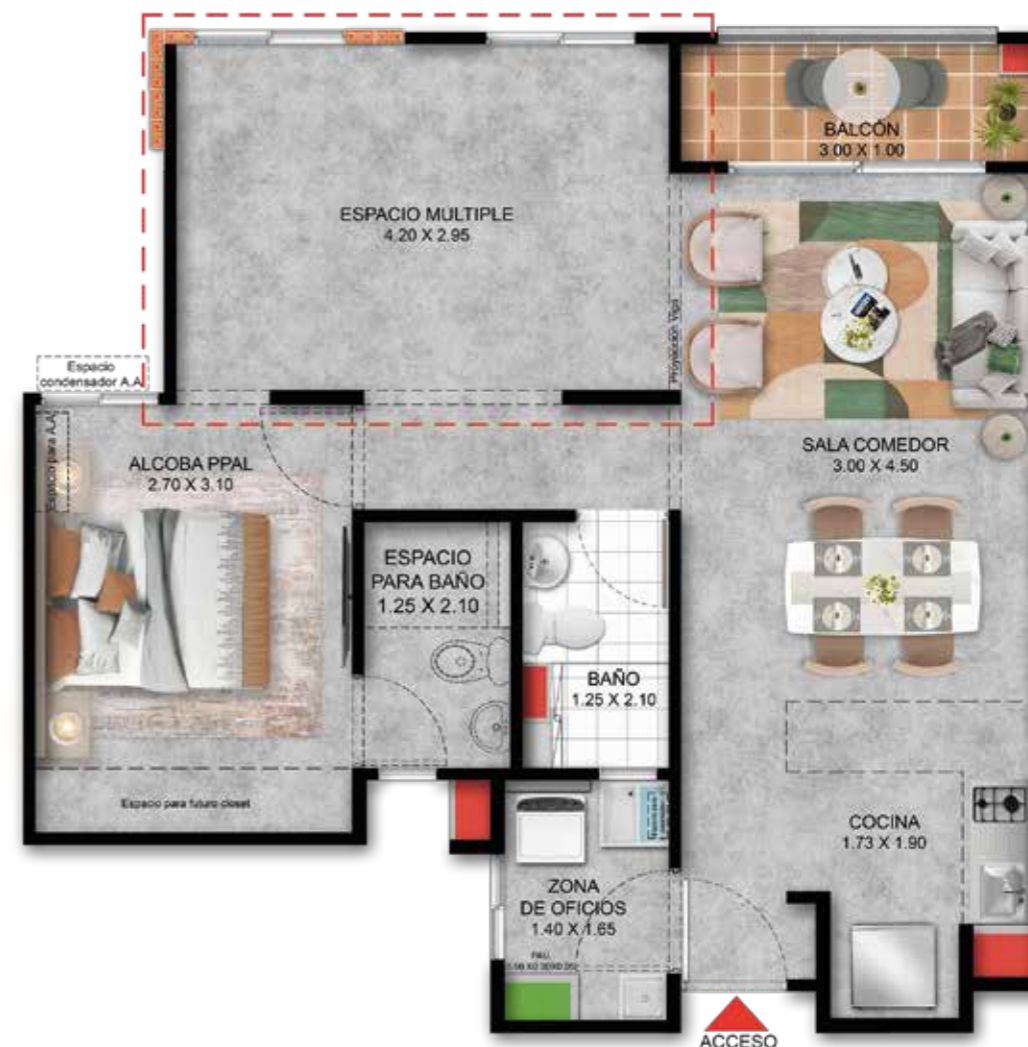 BALCÓN
3.00 X 1.00
ESPACIO MULTIPLE
4.20 X 2.95
Proyección Viga
Espacio
condensador A.A
Espacio para A.A
ALCOBA PPAL
2.70 X 3.10
SALA COMEDOR
3.00 X 4.50
ESPACIO
PARA BAÑO
1.25 X 2.10
BAÑO
1.25 X 2.10
Espacio para futuro closet
COCINA
1.73 X 1.90
ZONA
DE OFICIOS
1.40 X 1.65
ACCESO